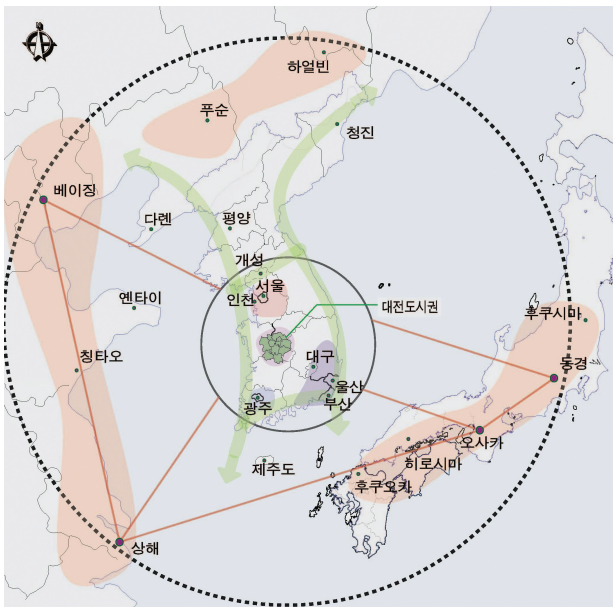 하얼빈
푸순
청진
베이징
다롄
평양
개성
서울
인천
옌타이
대전도시권
후쿠시마
칭타오
대구
동경
울산
부산
광주
오사카
제주도
히로시마
후쿠오카
상해